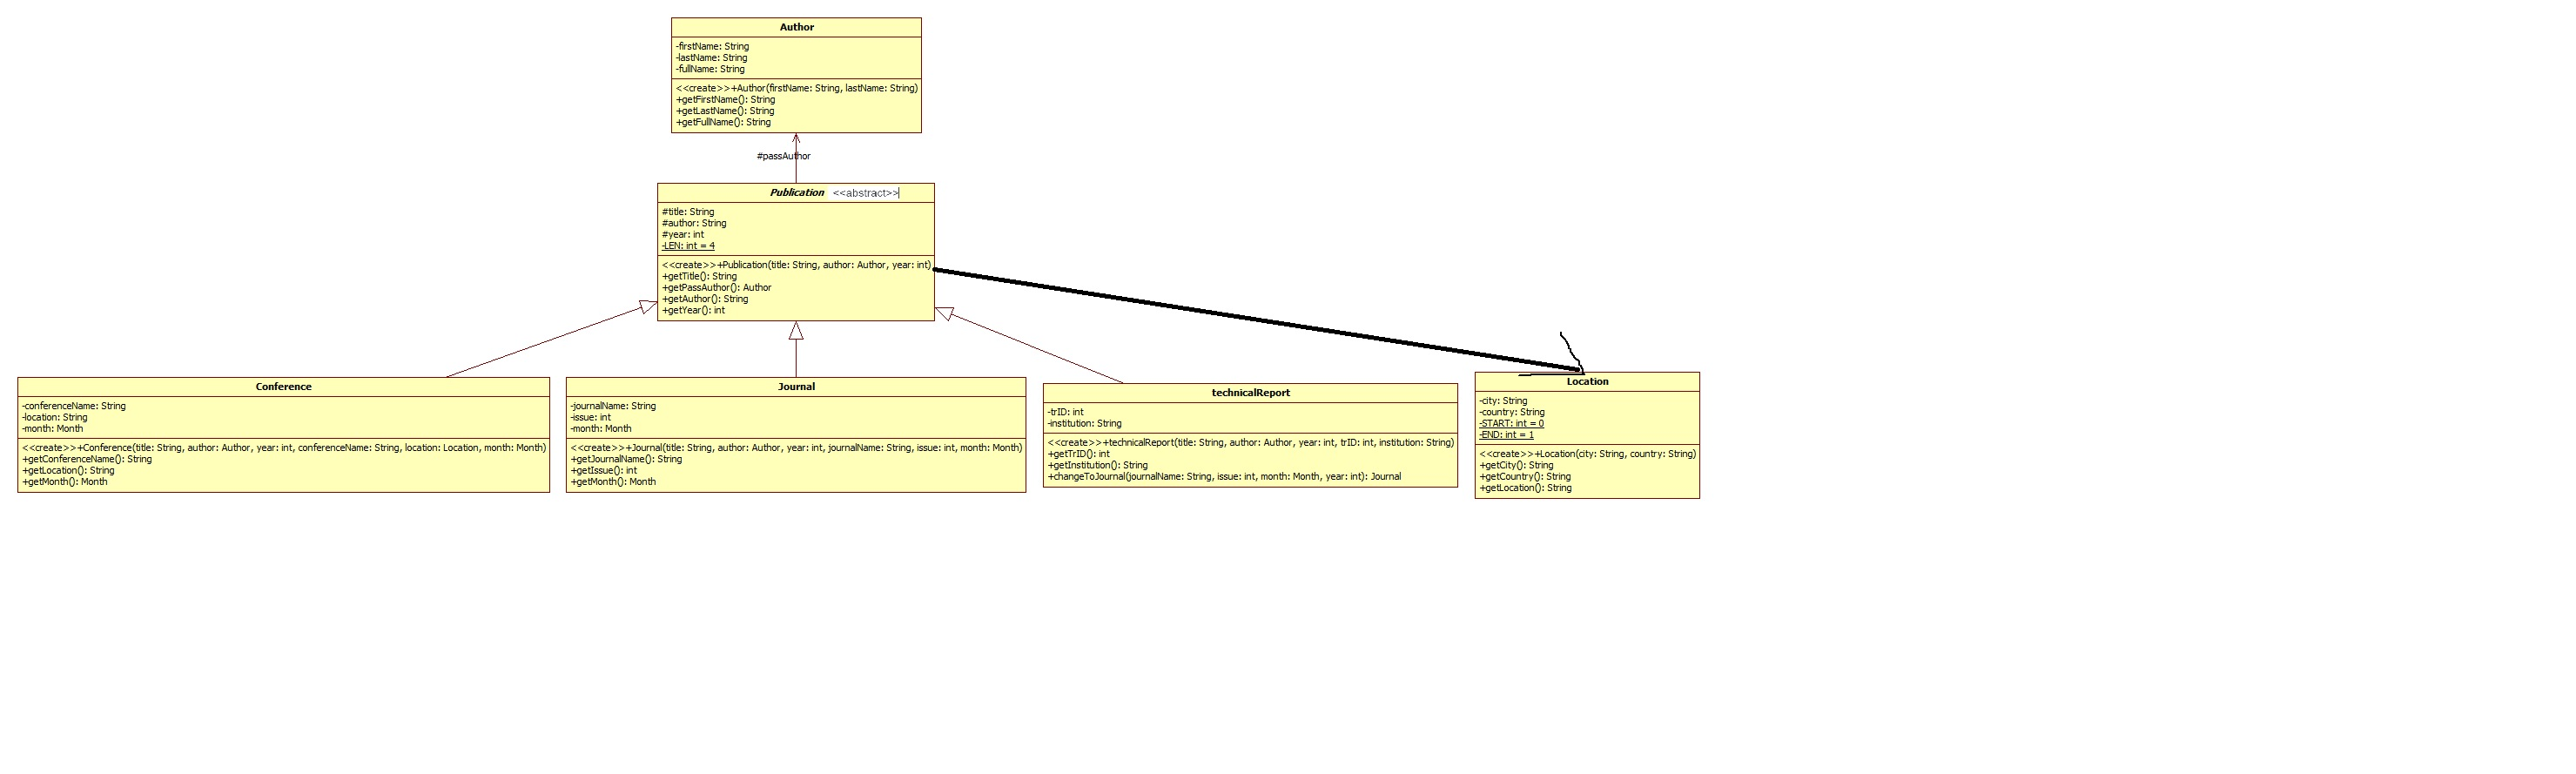 Author
-firstName: String
-lastName: String
-fullName: String
<<create>>+Author(firstName: String, lastName: String)
+getFirstName(): String
+getLastName(): String
+getFullName(): String
#passAuthor
Publication <<abstract>>
#title: String
#author: String
#year: int
-LEN: int = 4
<<create>>+Publication(title: String, author: Author, year: int)
+getTitle(): String
+getPassAuthor(): Author
+getAuthor(): String
+getYear(): int
Conference
-conferenceName: String
-location: String
-month: Month
<<create>>+Conference(title: String, author: Author, year: int, conferenceName: String, location: Location, month: Month)
+getConferenceName(): String
+getLocation(): String
+getMonth(): Month
Journal
-journalName: String
-issue: int
-month: Month
<<create>>+Journal(title: String, author: Author, year: int, journalName: String, issue: int, month: Month)
+getJournalName(): String
+getIssue(): int
+getMonth(): Month
technicalReport
-trID: int
-institution: String
<<create>>+technicalReport(title: String, author: Author, year: int, trID: int, institution: String)
+getTrID(): int
+getInstitution(): String
+changeToJournal(journalName: String, issue: int, month: Month, year: int): Journal
Location
-city: String
-country: String
-START: int = 0
-END: int = 1
<<create>>+Location(city: String, country: String)
+getCity(): String
+getCountry(): String
+getLocation(): String